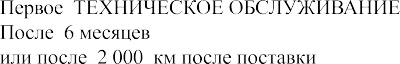 Первое ТЕХНИЧЕСКОЕ ОБСЛУЖИВАНИЕ
После 6 месяцев
или после 2 000 км после поставки